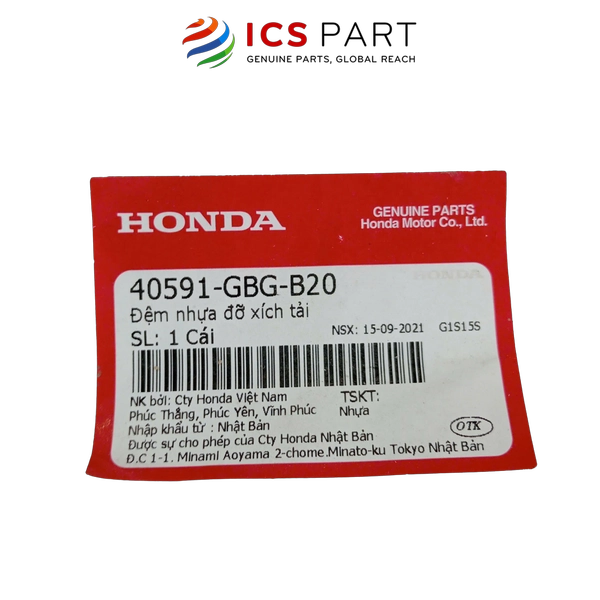 ICS PART
GENUINE PARTS, GLOBAL REACH
HONDA
GENUINE PARTS
Honda Motor Co., Ltd.
40591-GBG-B20
Đệm nhựa đỡ xích tải
SL: 1 Cái
NSX: 15-09-2021 G1S15S
NK bởi: Cty Honda Việt Nam
TSKT:
Phúc Thắng, Phúc Yên, Vĩnh Phúc
Nhựa
Nhập khẩu từ : Nhật Bản
Được sự cho phép của Cty Honda Nhật Bản
Đ.C 1-1. Minami Aoyama 2-chome.Minato-ku Tokyo Nhật Bản
OTK